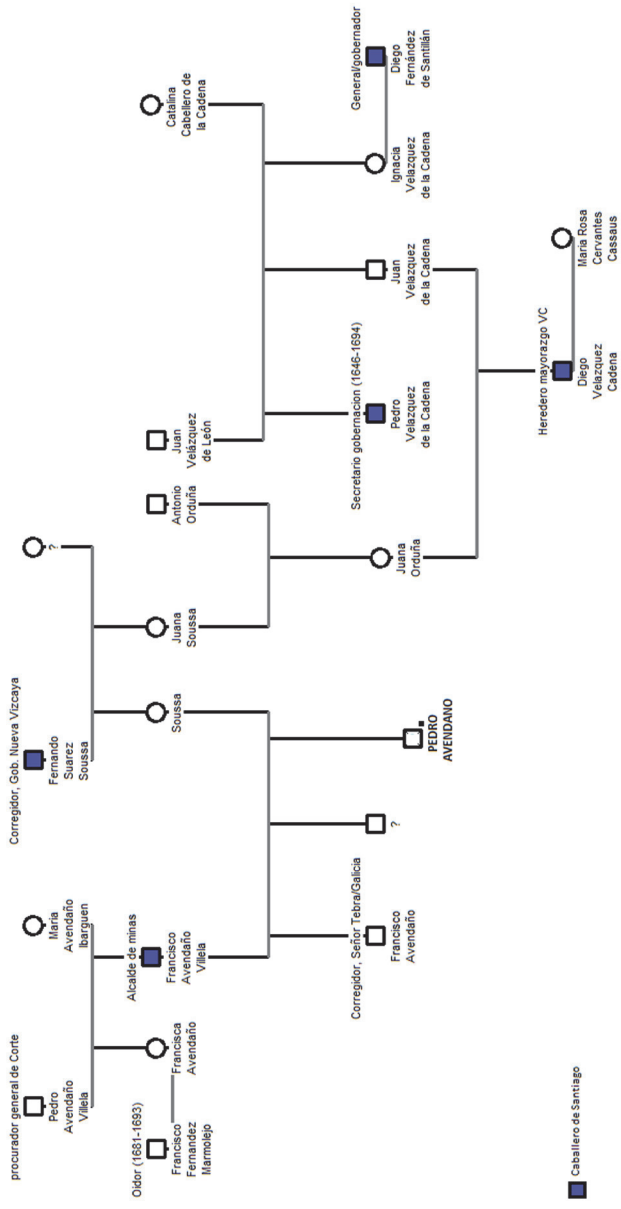 procurador general de Corte
Pedro
Avendaño
Villela
Maria
Avendaño
Ibarguen
Corregidor, Gob. Nueva Vizcaya
Fernando
Suarez
Soussa
?
Oidor (1681-1693)
Francisco
Fernandez
Marmolejo
Francisca
Avendaño
Alcalde de minas
Francisco
Avendaño
Villela
Soussa
Juana
Soussa
Antonio
Orduña
Juan
Velázquez
de León
Catalina
Cabellero de
la Cadena
Corregidor, Señor Tebra/Galicia
Francisco
Avendaño
?
PEDRO
AVENDANO
Juana
Orduña
Secretario gobernacion (1646-1694)
Pedro
Velazquez
de la Cadena
Juan
Velazquez
de la Cadena
Ignacia
Velazquez
de la Cadena
General/gobernador
Diego
Fernández
de Santillán
Heredero mayorazgo VC
Diego
Velazquez
Cadena
Maria Rosa
Cervantes
Cassaus
Caballero de Santiago